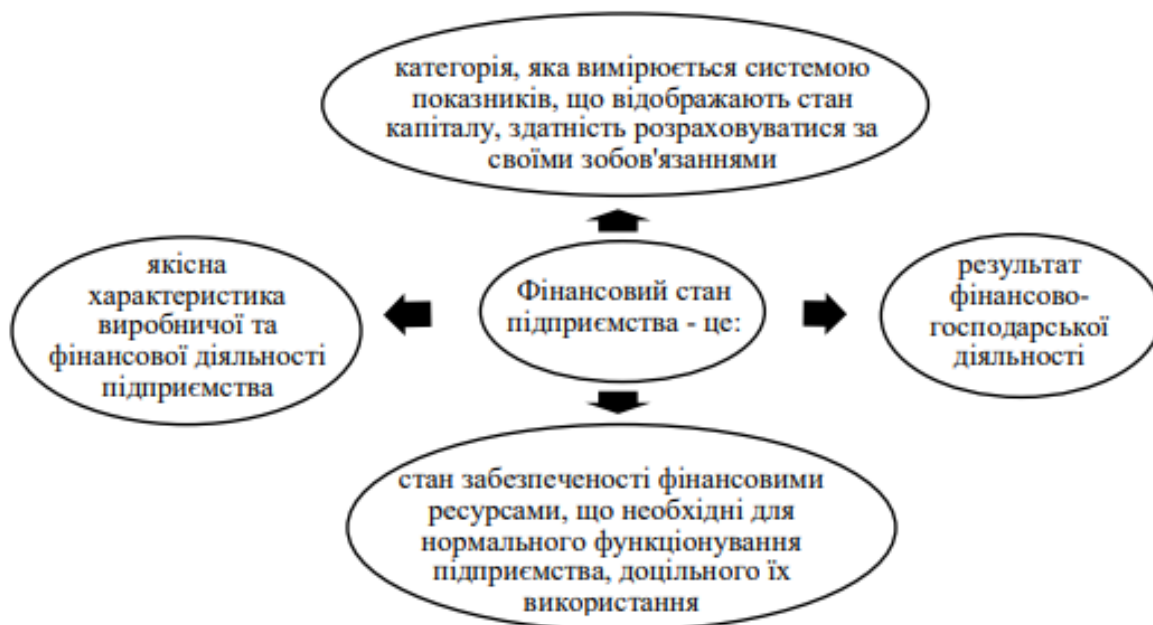 категорія, яка вимірюється системою
показників, що відображають стан
капіталу, здатність розраховуватися за
своїми зобов'язаннями
якісна
характеристика
виробничої та
фінансової діяльності
підприємства
Фінансовий стан
підприємства - це:
результат
фінансово-
господарської
діяльності
стан забезпеченості фінансовими
ресурсами, що необхідні для
нормального функціонування
підприємства, доцільного їх
використання